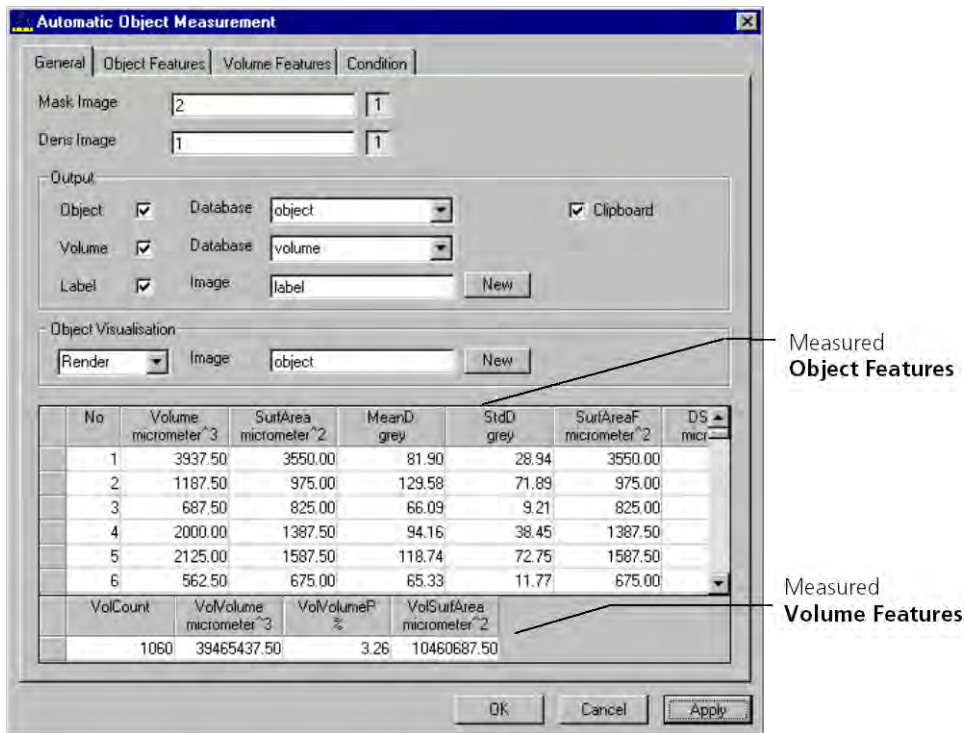 Automatic Object Measurement
General Object Features Volume Features Condition
Mask Image 2 1
Dens Image 1 1
Output
Object Database object Clipboard
Volume Database volume
Label Image label New
Object Visualisation
Render Image object New
Measured
Object Features
No Volume SurfArea MeanD StdD SurfAreaF DS
micrometer^3 micrometer^2 grey grey micrometer^2 micr
1 3937.50 3550.00 81.90 28.94 3550.00
2 1187.50 975.00 129.58 71.89 975.00
3 687.50 825.00 66.09 9.21 825.00
4 2000.00 1387.50 94.16 38.45 1387.50
5 2125.00 1587.50 118.74 72.75 1587.50
6 562.50 675.00 65.33 11.77 675.00
Measured
Volume Features
VolCount VolVolume VolVolumeP VolSurfArea
micrometer^3 % micrometer^2
1060 39465437.50 3.26 10460687.50
OK Cancel Apply